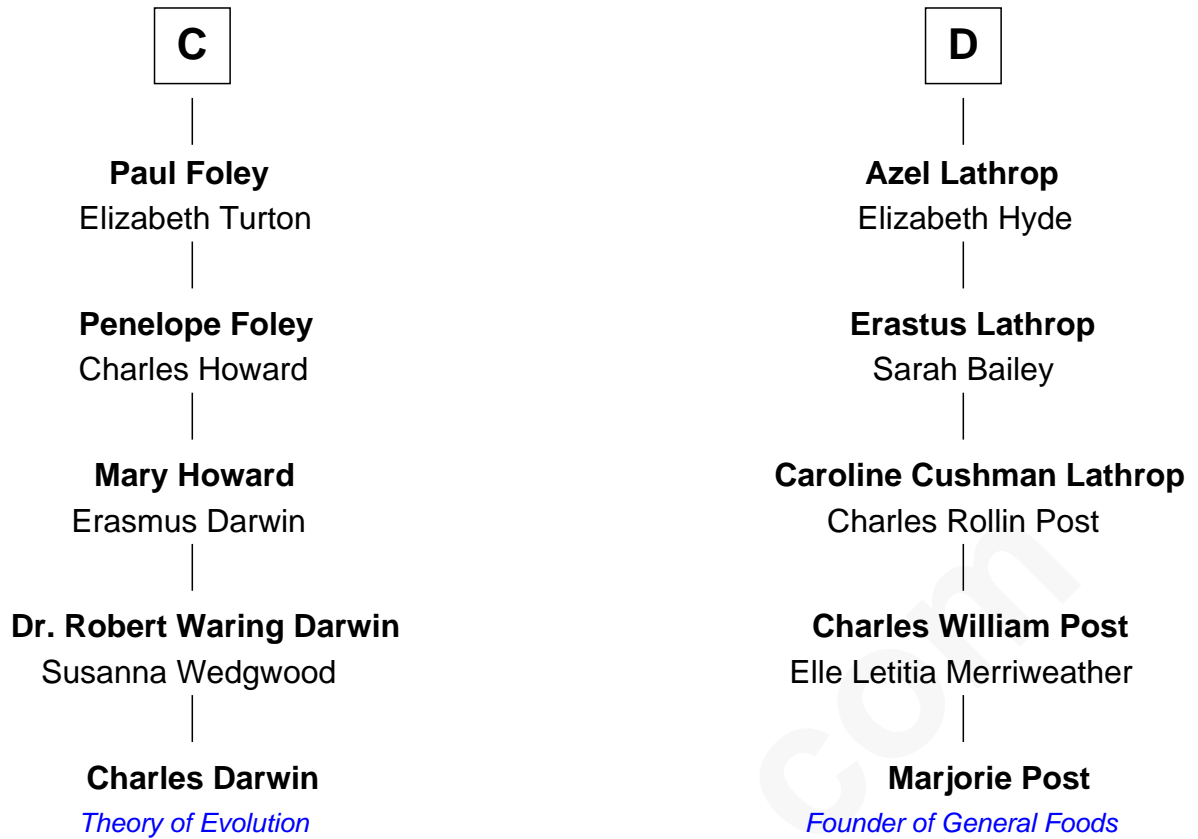 C
Paul Foley
Elizabeth Turton
Penelope Foley
Charles Howard
Mary Howard
Erasmus Darwin
Dr. Robert Waring Darwin
Susanna Wedgwood
Charles Darwin
Theory of Evolution
D
Azel Lathrop
Elizabeth Hyde
Erastus Lathrop
Sarah Bailey
Caroline Cushman Lathrop
Charles Rollin Post
Charles William Post
Elle Letitia Merriweather
Marjorie Post
Founder of General Foods
com